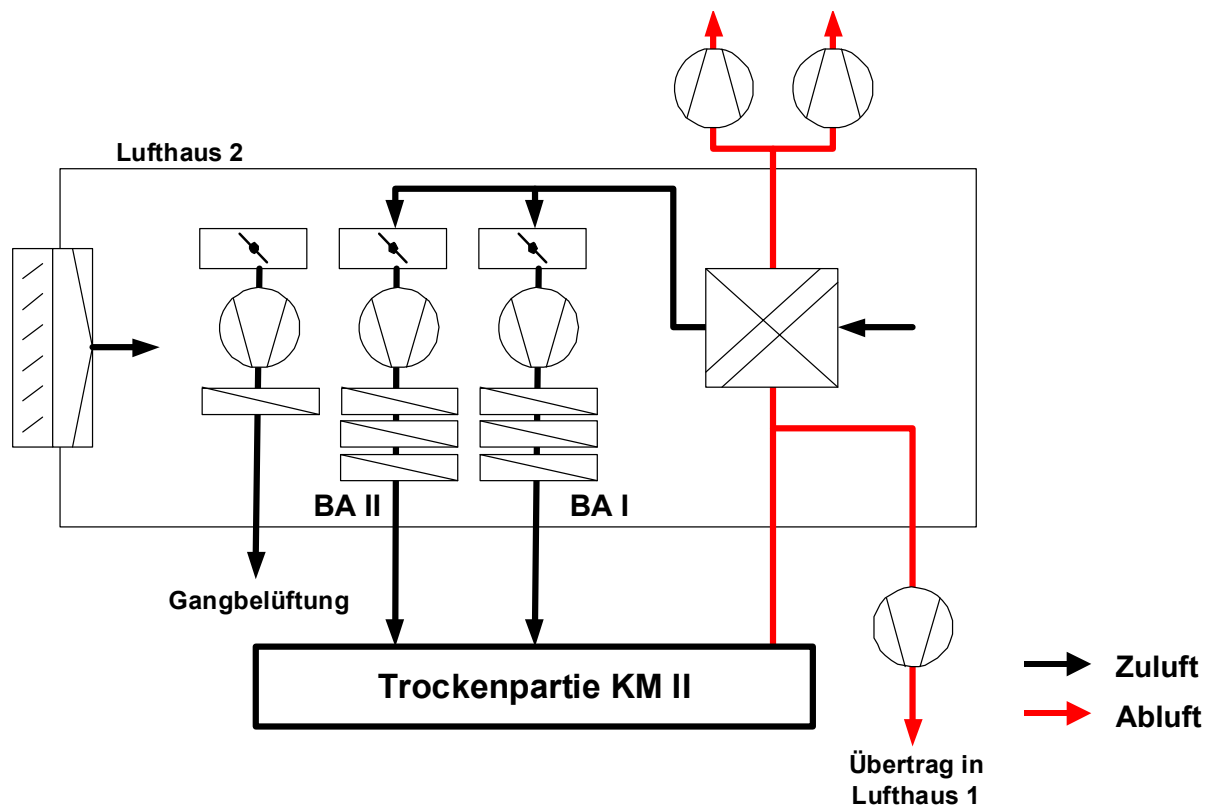 Lufthaus 2
BA II
BA I
Gangbelüftung
Trockenpartie KM II
Zuluft
Abluft
Übertrag in
Lufthaus 1